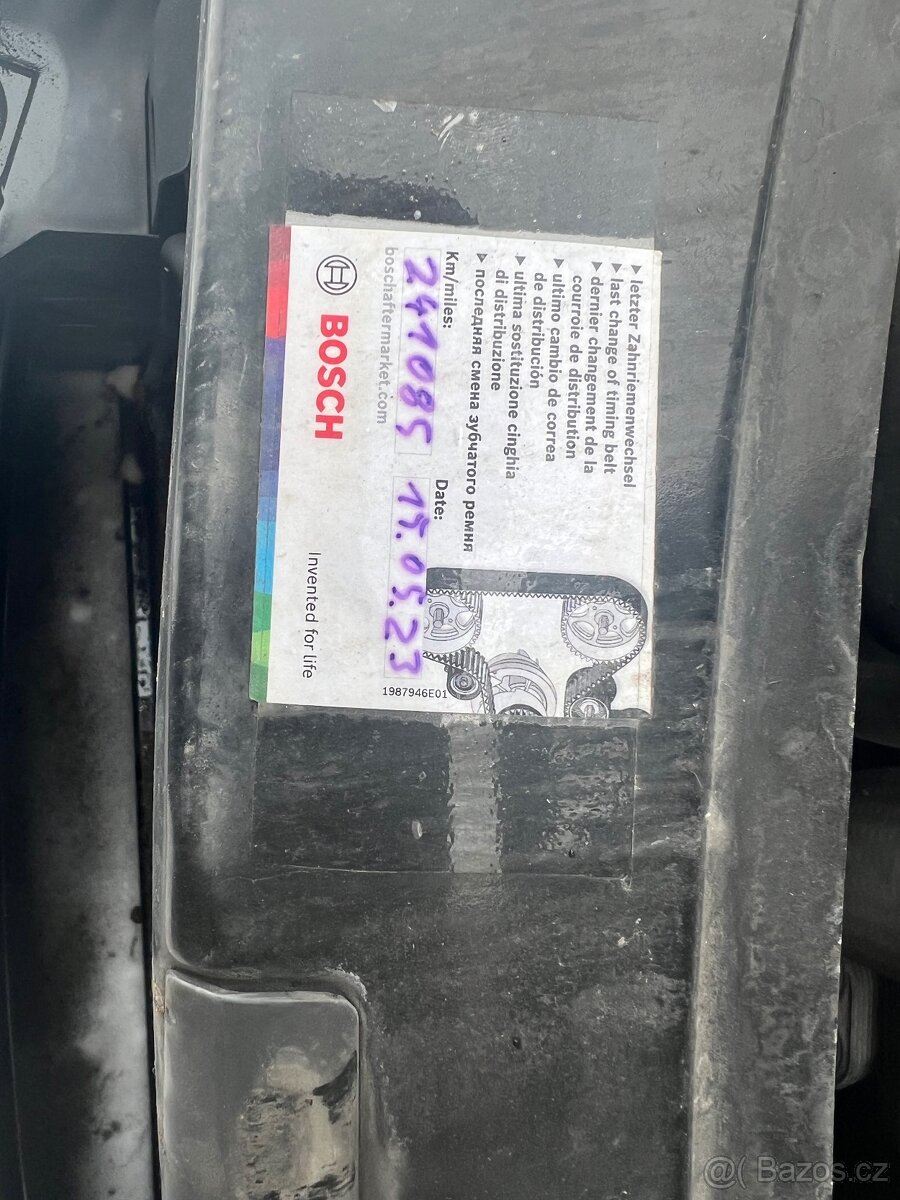 ▶ letzter Zahnriemenwechsel
▶ last change of timing belt
▶ dernier changement de la
courroie de distribution
▶ ultimo cambio de correa
de distribución
▶ ultima sostituzione cinghia
di distribuzione
▶ последняя смена зубчатого ремня
Km/miles:
241085
Date:
15.05.23
boschaftermarket.com
1987946E01
BOSCH
Invented for life
@( Bazos.cz